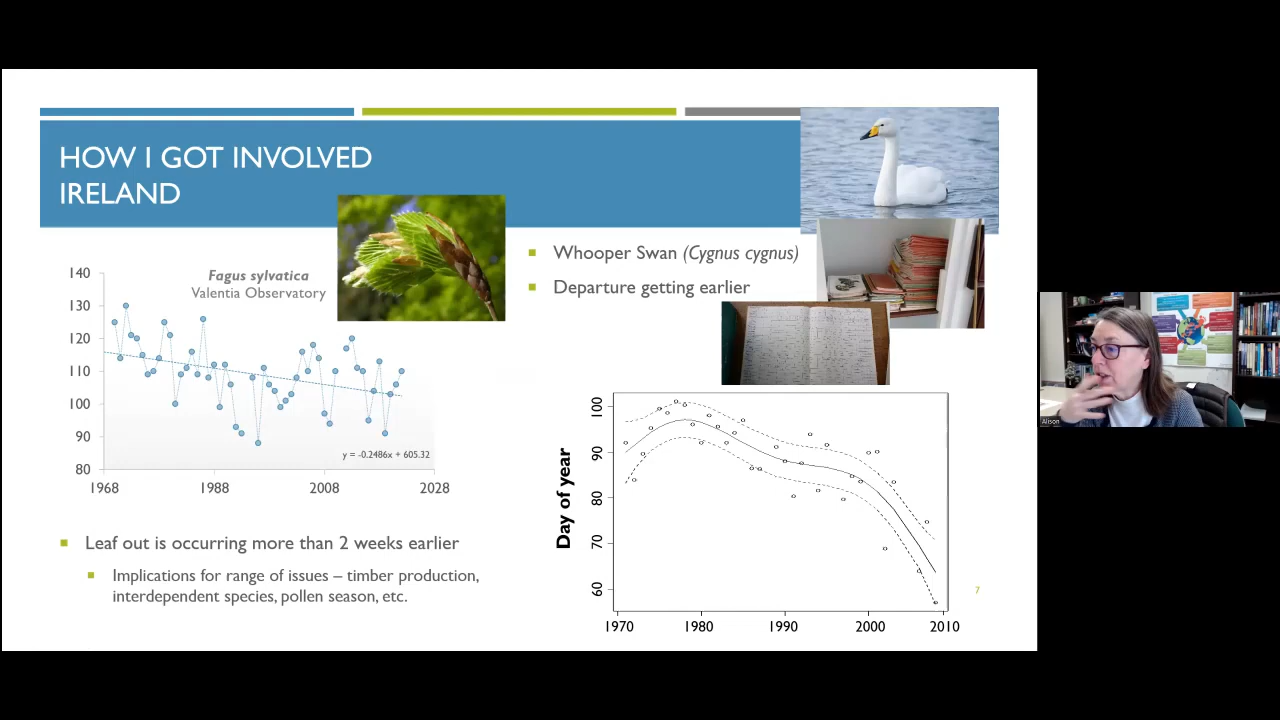 HOW I GOT INVOLVED
IRELAND
Fagus sylvatica
Valentia Observatory
140
130
120
110
100
90
80
1968
1988
2008
2028
y = -0.2486x + 605.32
Leaf out is occurring more than 2 weeks earlier
Implications for range of issues – timber production,
interdependent species, pollen season, etc.
Whooper Swan (Cygnus cygnus)
Departure getting earlier
Day of year
100
90
80
70
60
1970
1980
1990
2000
2010
7
Alison